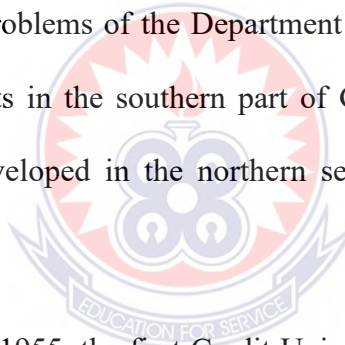 roblems of the Department
ts in the southern part of
veloped in the northern se
EDUCATION FOR SERVICE
1955, the first Credit Unio